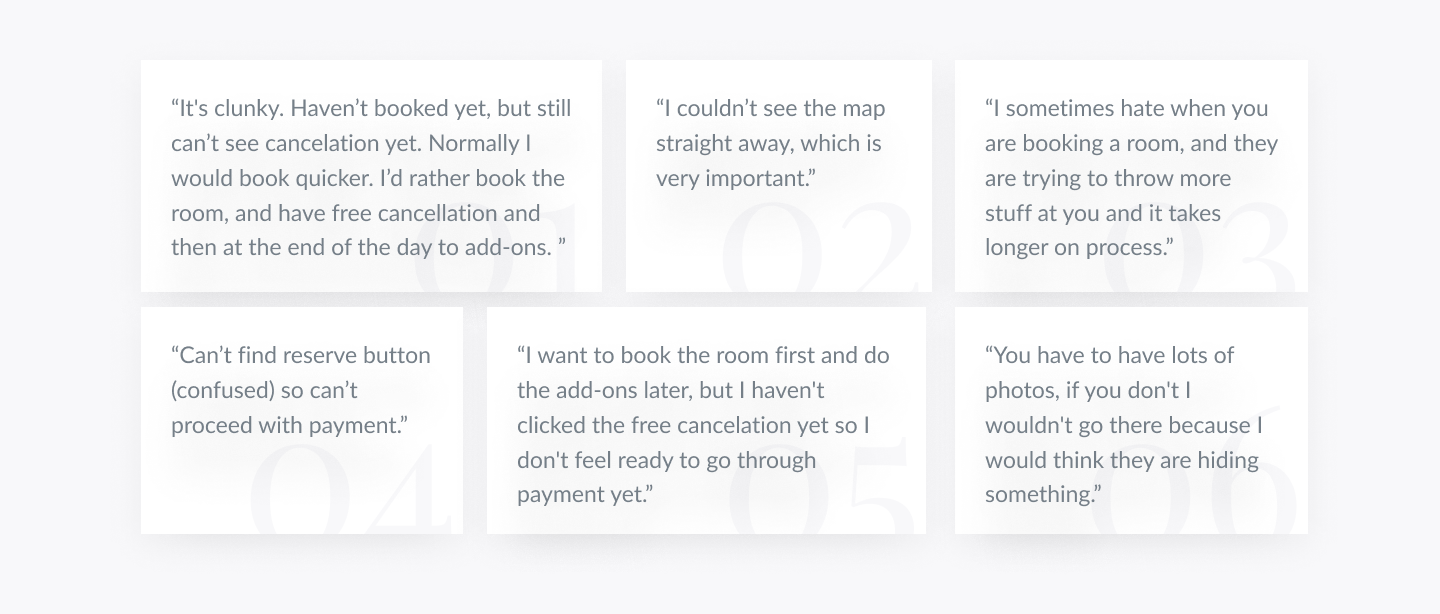 “It's clunky. Haven’t booked yet, but still
can’t see cancelation yet. Normally I
would book quicker. I’d rather book the
room, and have free cancellation and
then at the end of the day to add-ons. ”
01
“I couldn’t see the map
straight away, which is
very important.”
02
“I sometimes hate when you
are booking a room, and they
are trying to throw more
stuff at you and it takes
longer on process.”
03
“Can’t find reserve button
(confused) so can’t
proceed with payment.”
04
“I want to book the room first and do
the add-ons later, but I haven't
clicked the free cancelation yet so I
don't feel ready to go through
payment yet.”
05
“You have to have lots of
photos, if you don't I
wouldn't go there because I
would think they are hiding
something.”
06